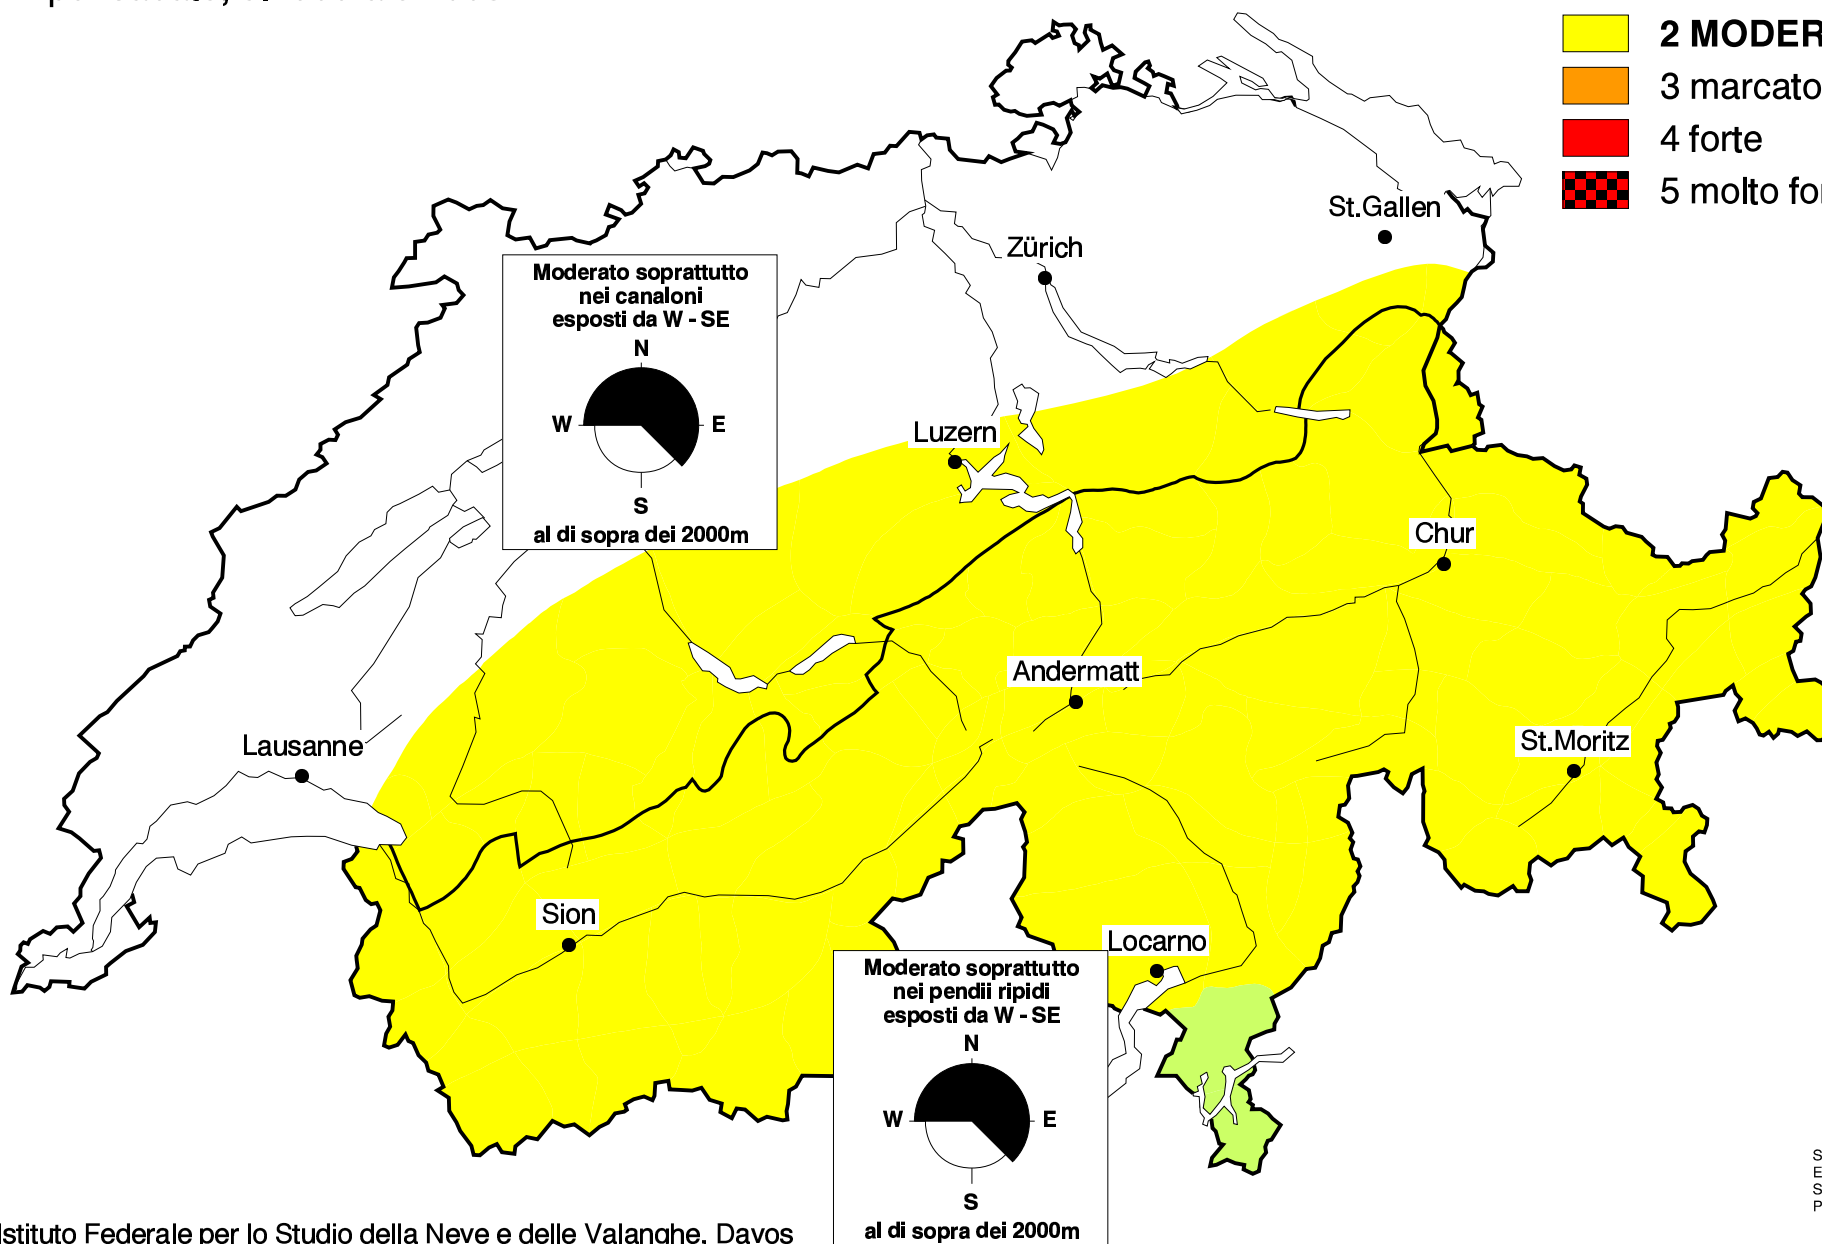 2 MODER
3 marcato
4 forte
5 molto for
St.Gallen
Zürich
Moderato soprattutto
nei canaloni
esposti da W - SE
N
W
E
S
al di sopra dei 2000m
Luzern
Chur
Andermatt
St.Moritz
Lausanne
Sion
Locarno
Moderato soprattutto
nei pendii ripidi
esposti da W - SE
N
W
E
S
al di sopra dei 2000m
S
E
S
P
Istituto Federale per lo Studio della Neve e delle Valanghe, Davos